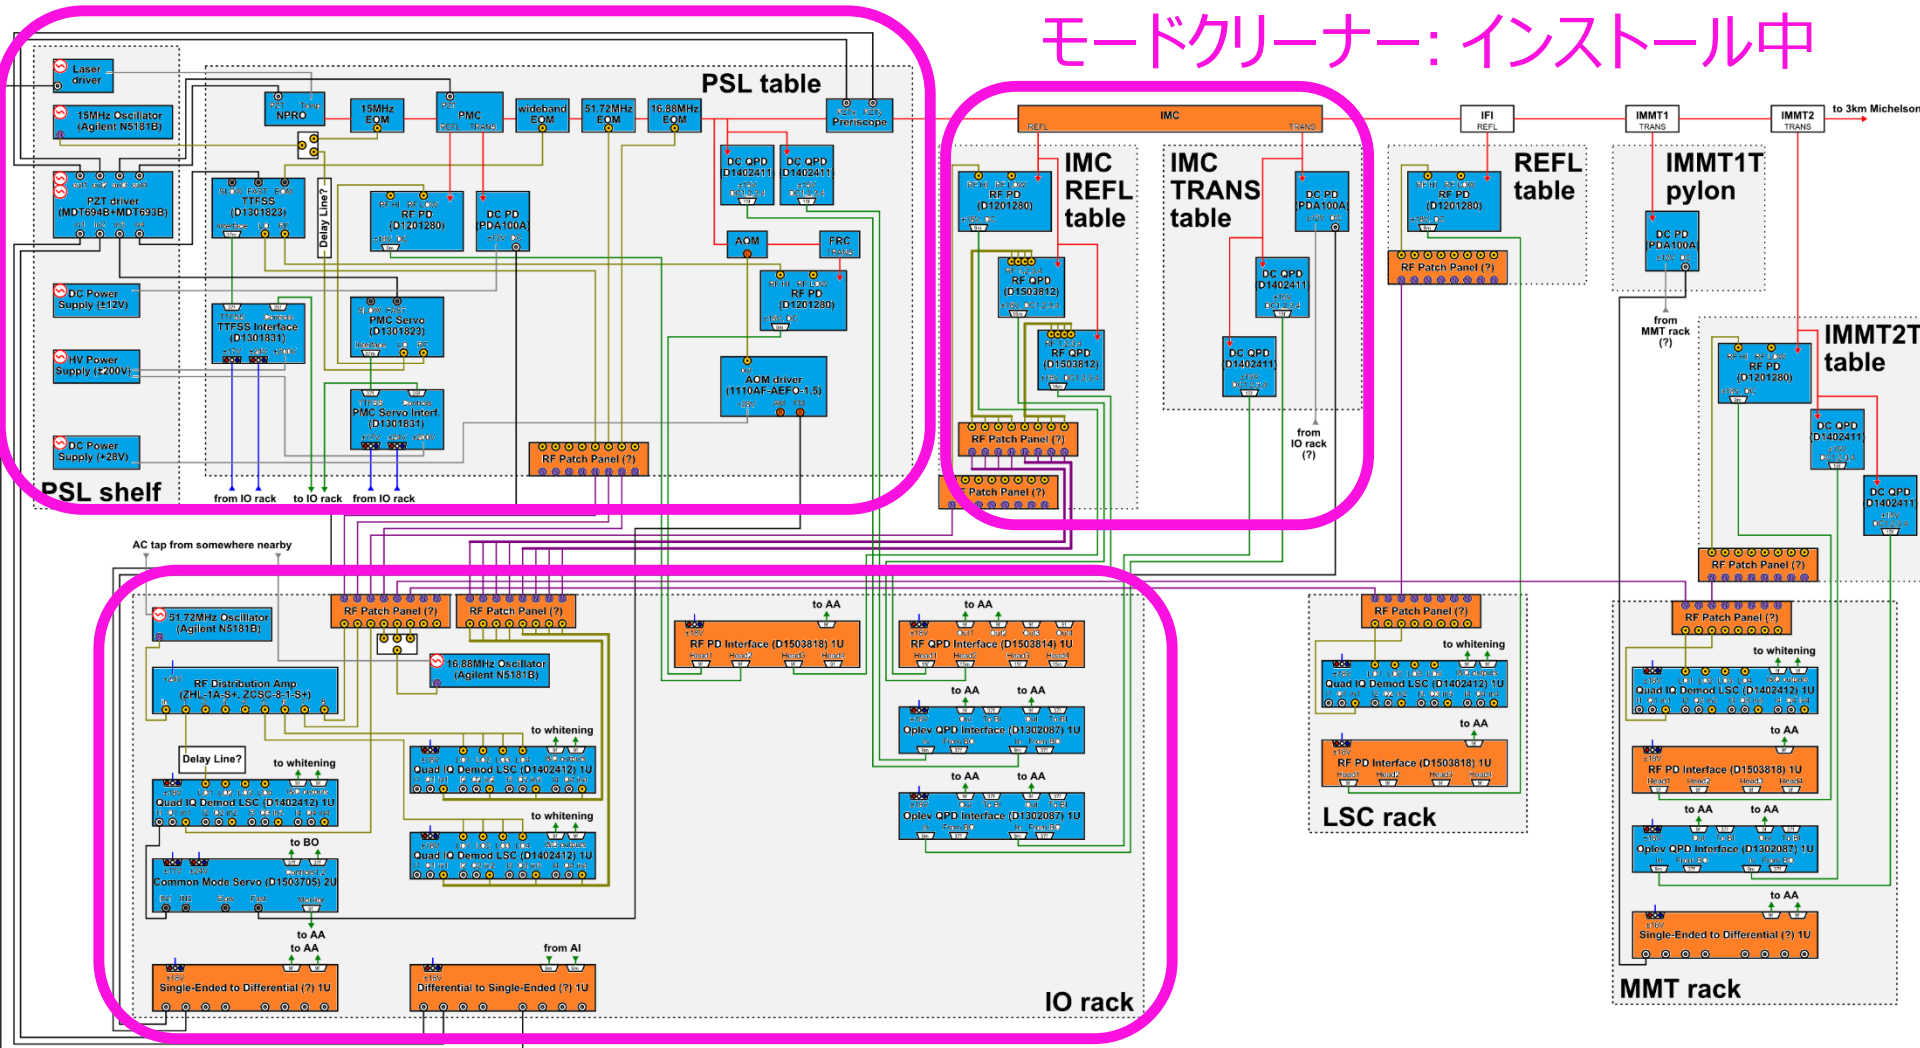 モードクリーナー: インストール中
PSL table
Laser
driver
15MHz Oscillator
(Agilent N5181B)
NPRO
15MHz
EOM
PMC
REFL TRANS
wideband
EOM
51.72MHz
EOM
16.88MHz
EOM
Preriscope
IMC
REFL
TRANS
IFI
REFL
IMMT1
TRANS
IMMT2
TRANS
to 3km Michelson
PZT driver
(MDT694B+MDT693B)
TTFSS
(D1301823)
Delay Line?
RF PD
(D1201280)
DC PD
(PDA100A)
DC QPD
(D1402411)
DC QPD
(D1402411)
AOM
FRC
TRANS
RF PD
(D1201280)
DC Power
Supply (±12V)
HV Power
Supply (±200V)
DC Power
Supply (+28V)
TTFSS Interface
(D1301831)
PMC Servo
(D1301823)
PMC Servo Interf.
(D1301831)
AOM driver
(1110AF-AEFO-1.5)
RF Patch Panel (?)
PSL shelf
from IO rack
to IO rack
from IO rack
IMC
REFL
table
RF PD
(D1201280)
RF QPD
(D1503812)
RF QPD
(D1503812)
RF Patch Panel (?)
RF Patch Panel (?)
IMC
TRANS
table
DC PD
(PDA100A)
DC QPD
(D1402411)
DC QPD
(D1402411)
from
IO rack
(?)
REFL
table
RF PD
(D1201280)
RF Patch Panel (?)
IMMT1T
pylon
DC PD
(PDA100A)
from
MMT rack
(?)
IMMT2T
table
RF PD
(D1201280)
DC QPD
(D1402411)
DC QPD
(D1402411)
RF Patch Panel (?)
AC tap from somewhere nearby
51.72MHz Oscillator
(Agilent N5181B)
RF Patch Panel (?)
RF Patch Panel (?)
16.88MHz Oscillator
(Agilent N5181B)
RF Distribution Amp
(ZHL-1A-S+, ZCSC-8-1-S+)
Delay Line?
to whitening
Quad IQ Demod LSC (D1402412) 1U
to BO
Common Mode Servo (D1503705) 2U
to AA
to AA
Single-Ended to Differential (?) 1U
to whitening
Quad IQ Demod LSC (D1402412) 1U
to whitening
Quad IQ Demod LSC (D1402412) 1U
from AI
Differential to Single-Ended (?) 1U
to AA
RF PD Interface (D1503818) 1U
to AA
RF QPD Interface (D1503814) 1U
to AA
to AA
Oplev QPD Interface (D1302087) 1U
to AA
to AA
Oplev QPD Interface (D1302087) 1U
IO rack
RF Patch Panel (?)
to whitening
Quad IQ Demod LSC (D1402412) 1U
to AA
RF PD Interface (D1503818) 1U
LSC rack
RF Patch Panel (?)
to whitening
Quad IQ Demod LSC (D1402412) 1U
to AA
RF PD Interface (D1503818) 1U
to AA
to AA
Oplev QPD Interface (D1302087) 1U
to AA
Single-Ended to Differential (?) 1U
MMT rack